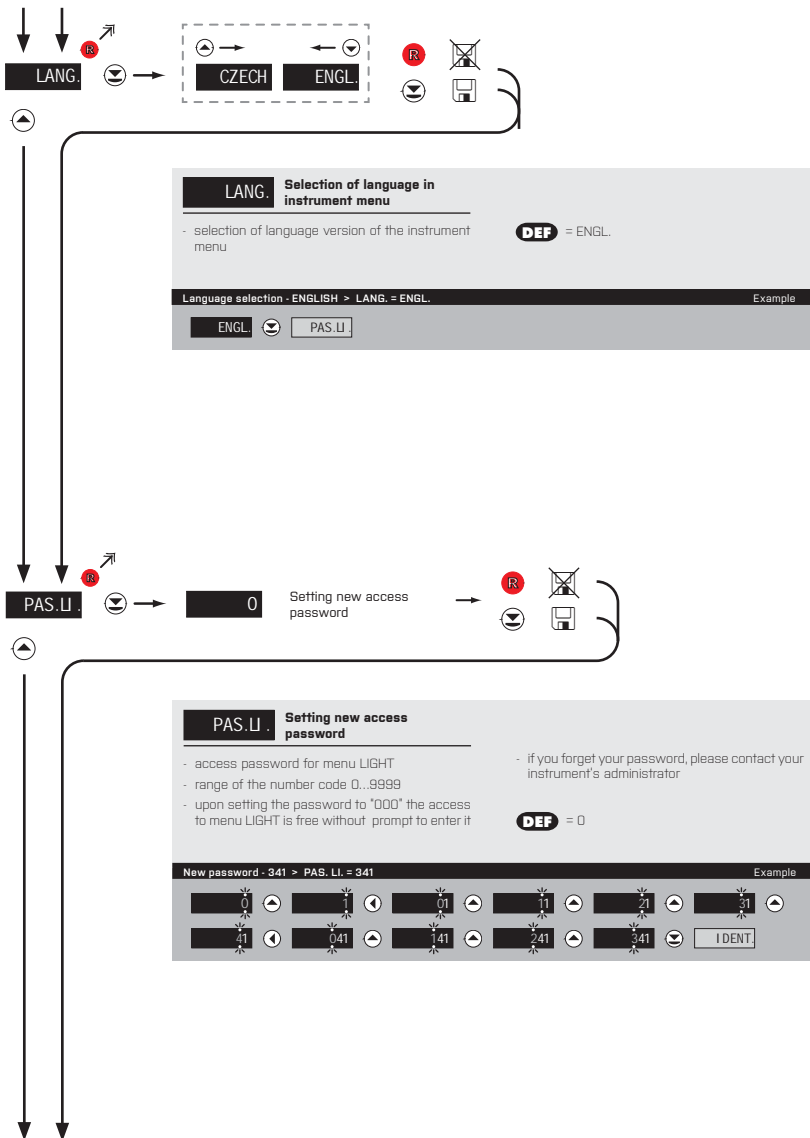 R
LANG.
CZECH ENGL.
R
LANG. Selection of language in
instrument menu
- selection of language version of the instrument
menu
DEF = ENGL.
Language selection - ENGLISH > LANG. = ENGL. Example
ENGL. PAS.LI.
R
PAS.LI. 0 Setting new access
password
R
PAS.LI. Setting new access
password
- access password for menu LIGHT
- range of the number code 0...9999
- upon setting the password to "000" the access
to menu LIGHT is free without prompt to enter it
- if you forget your password, please contact your
instrument's administrator
DEF = 0
New password - 341 > PAS. LI. = 341 Example
0 1 01 11 21 31
41 041 141 241 341 IDENT.